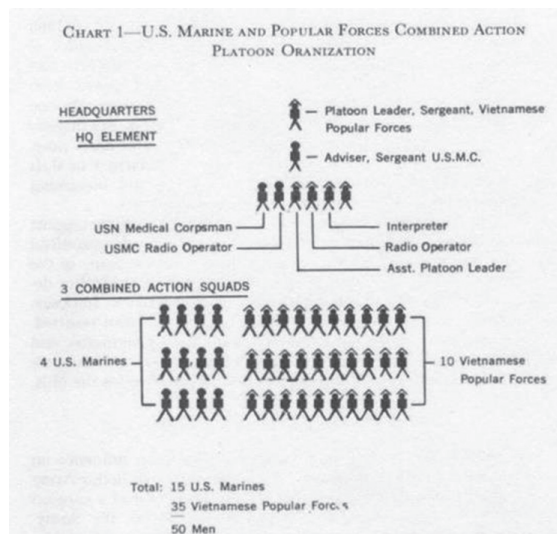 CHART 1—U.S. MARINE AND POPULAR FORCES COMBINED ACTION
PLATOON ORANIZATION
HEADQUARTERS
HQ ELEMENT
Platoon Leader, Sergeant, Vietnamese
Popular Forces
Adviser, Sergeant U.S.M.C.
USN Medical Corpsman
USMC Radio Operator
Interpreter
Radio Operator
Asst. Platoon Leader
3 COMBINED ACTION SQUADS
4 U.S. Marines
10 Vietnamese
Popular Forces
Total: 15 U.S. Marines
35 Vietnamese Popular Forces
50 Men